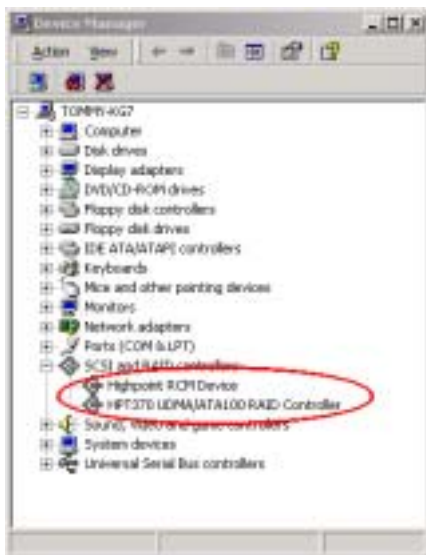 Device Manager
Action View
TOMMY-KG7
Computer
Disk drives
Display adapters
DVD/CD-ROM drives
Floppy disk controllers
Floppy disk drives
IDE ATA/ATAPI controllers
Keyboards
Mice and other pointing devices
Monitors
Network adapters
Ports (COM & LPT)
SCSI and RAID controllers
Highpoint RCM Device
HPT370 UDMA/ATA100 RAID Controller
Sound, video and game controllers
System devices
Universal Serial Bus controllers